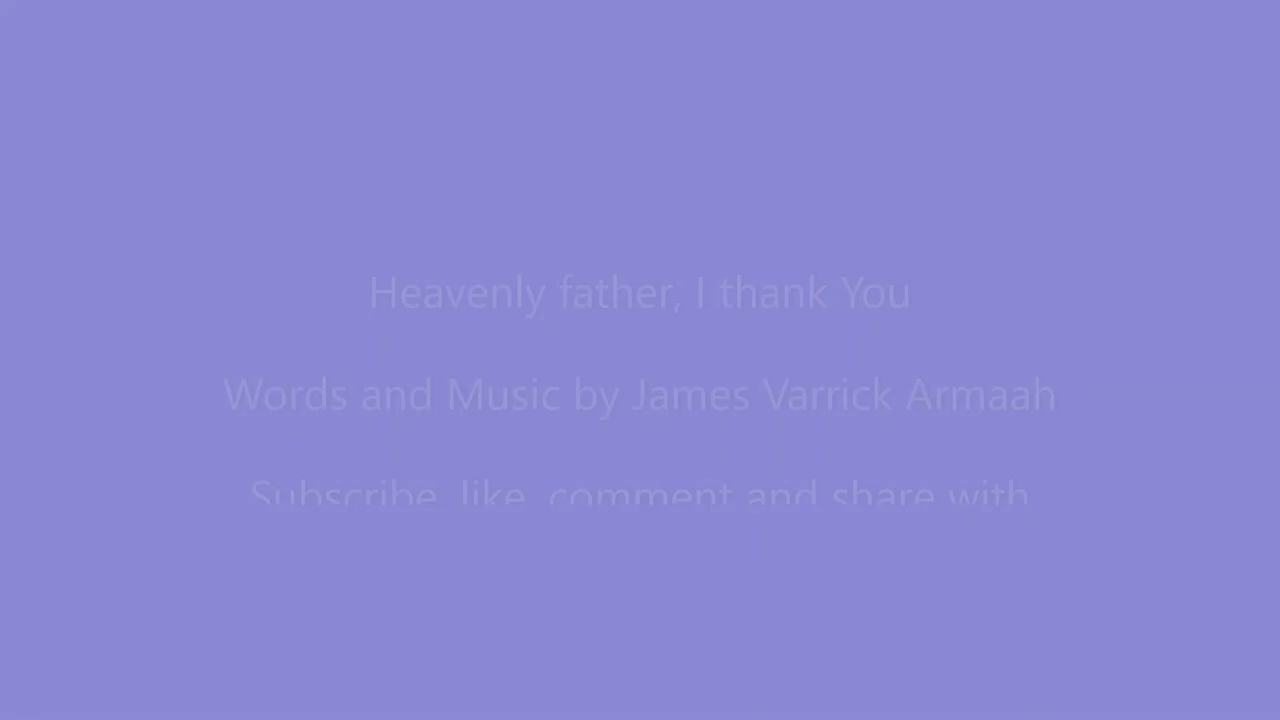 Heavenly father, I thank You
Words and Music by James Varrick Armaah
Subscribe, like, comment and share with